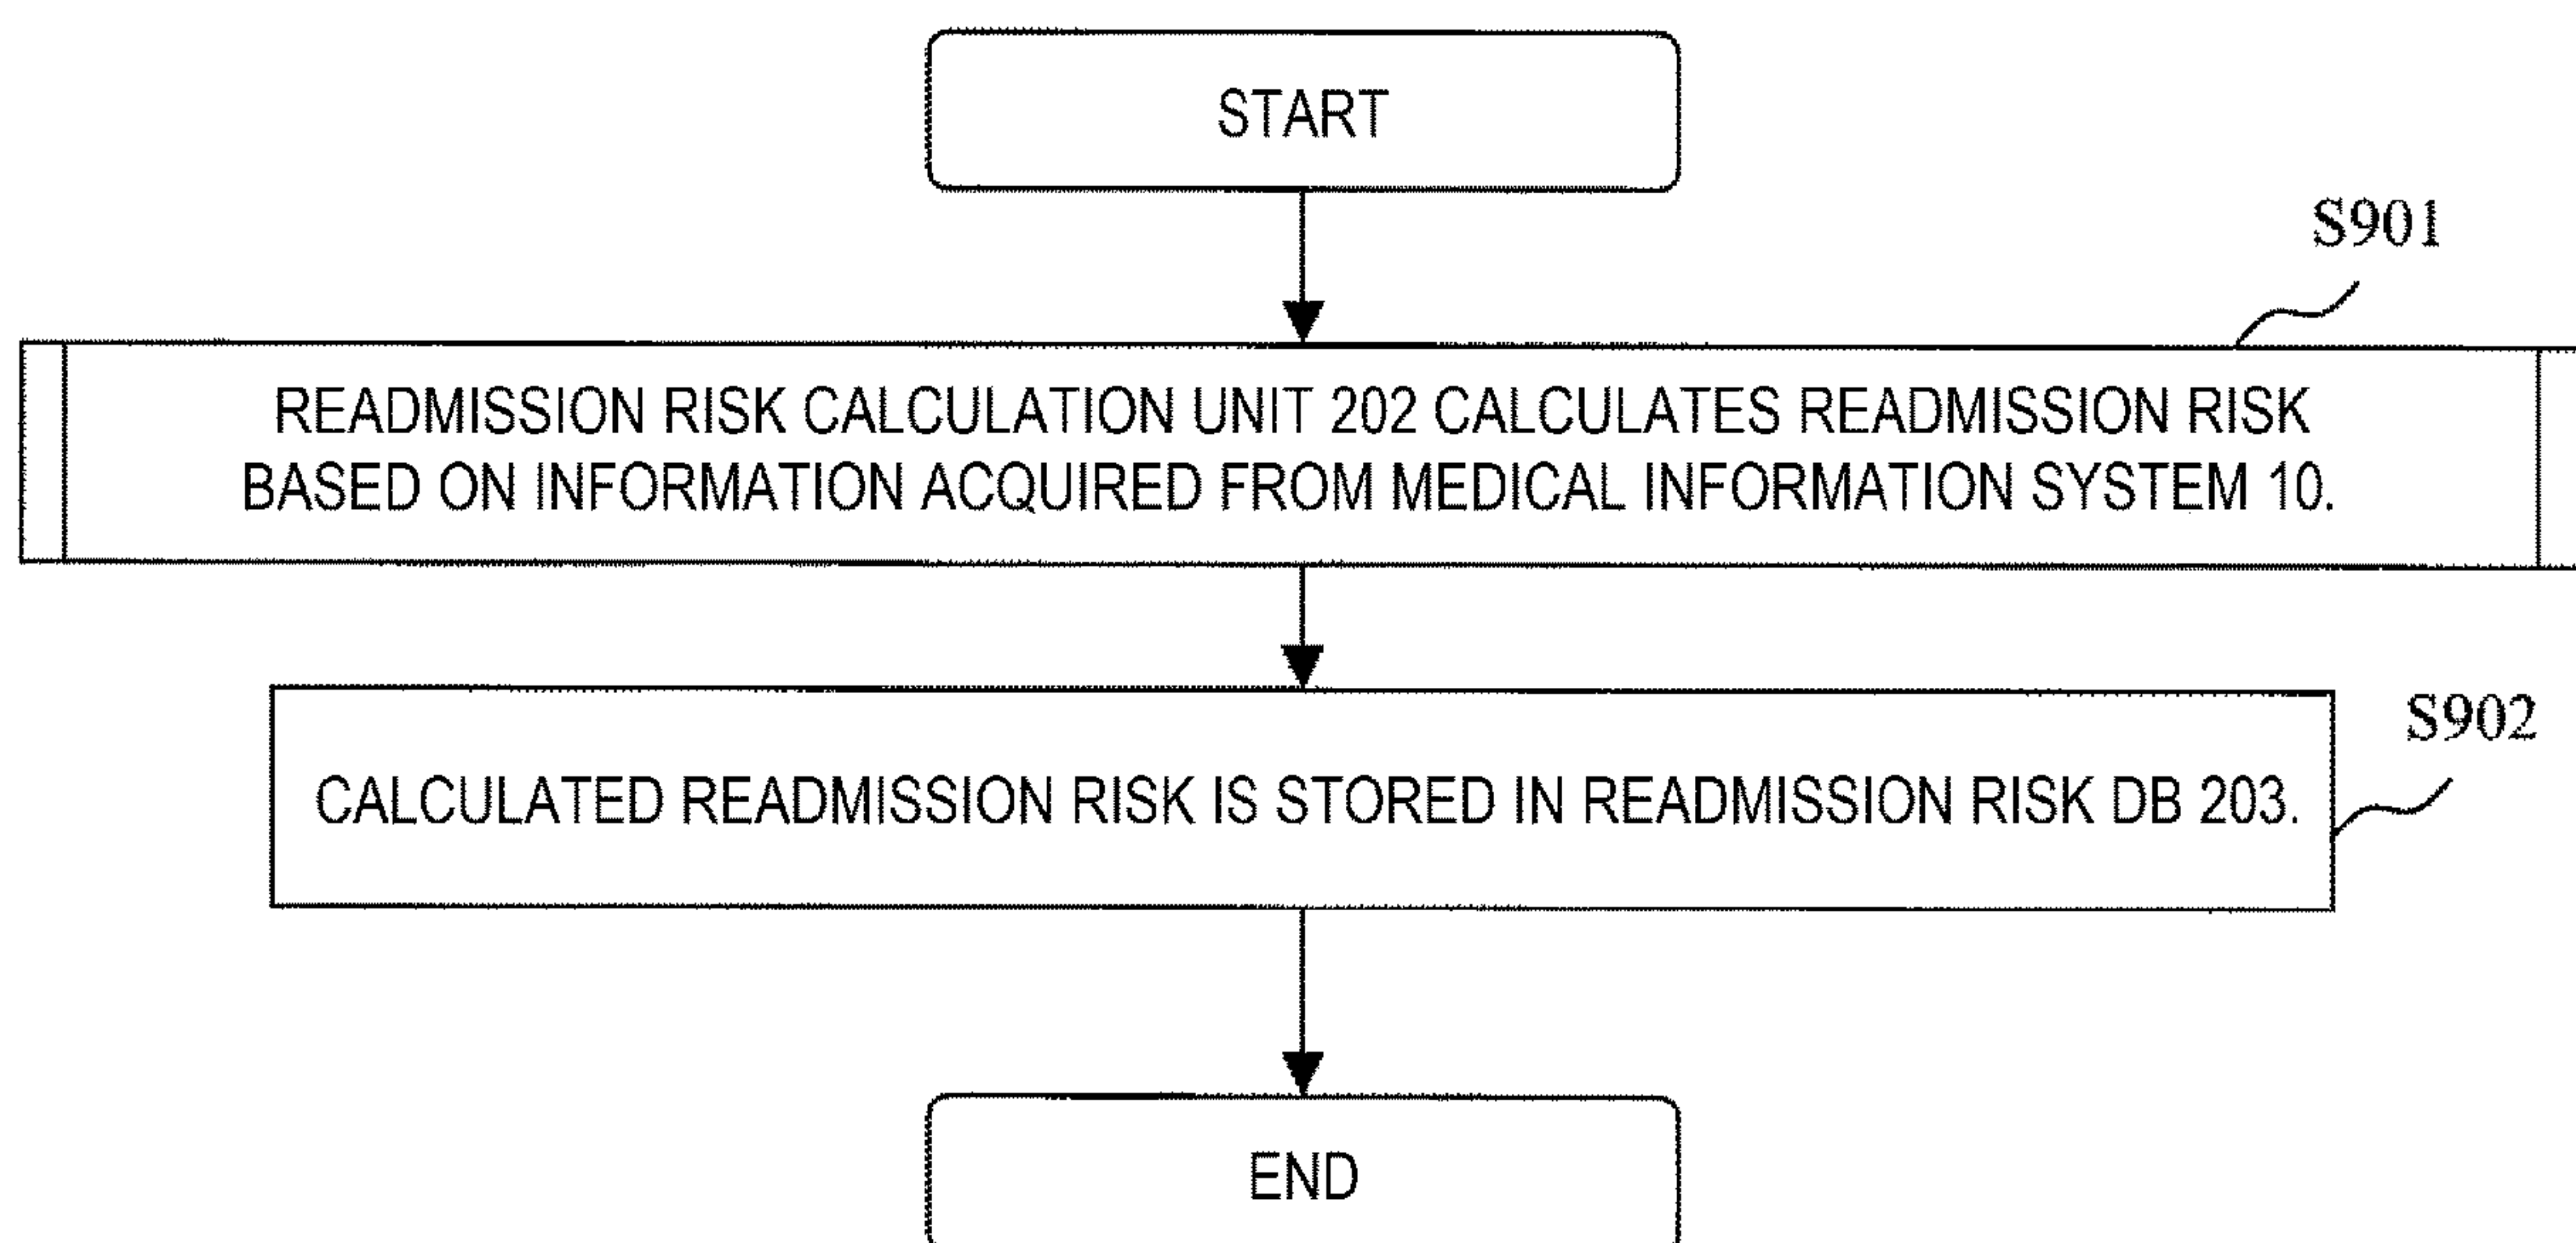 START
S901
READMISSION RISK CALCULATION UNIT 202 CALCULATES READMISSION RISK
BASED ON INFORMATION ACQUIRED FROM MEDICAL INFORMATION SYSTEM 10.
S902
CALCULATED READMISSION RISK IS STORED IN READMISSION RISK DB 203.
END